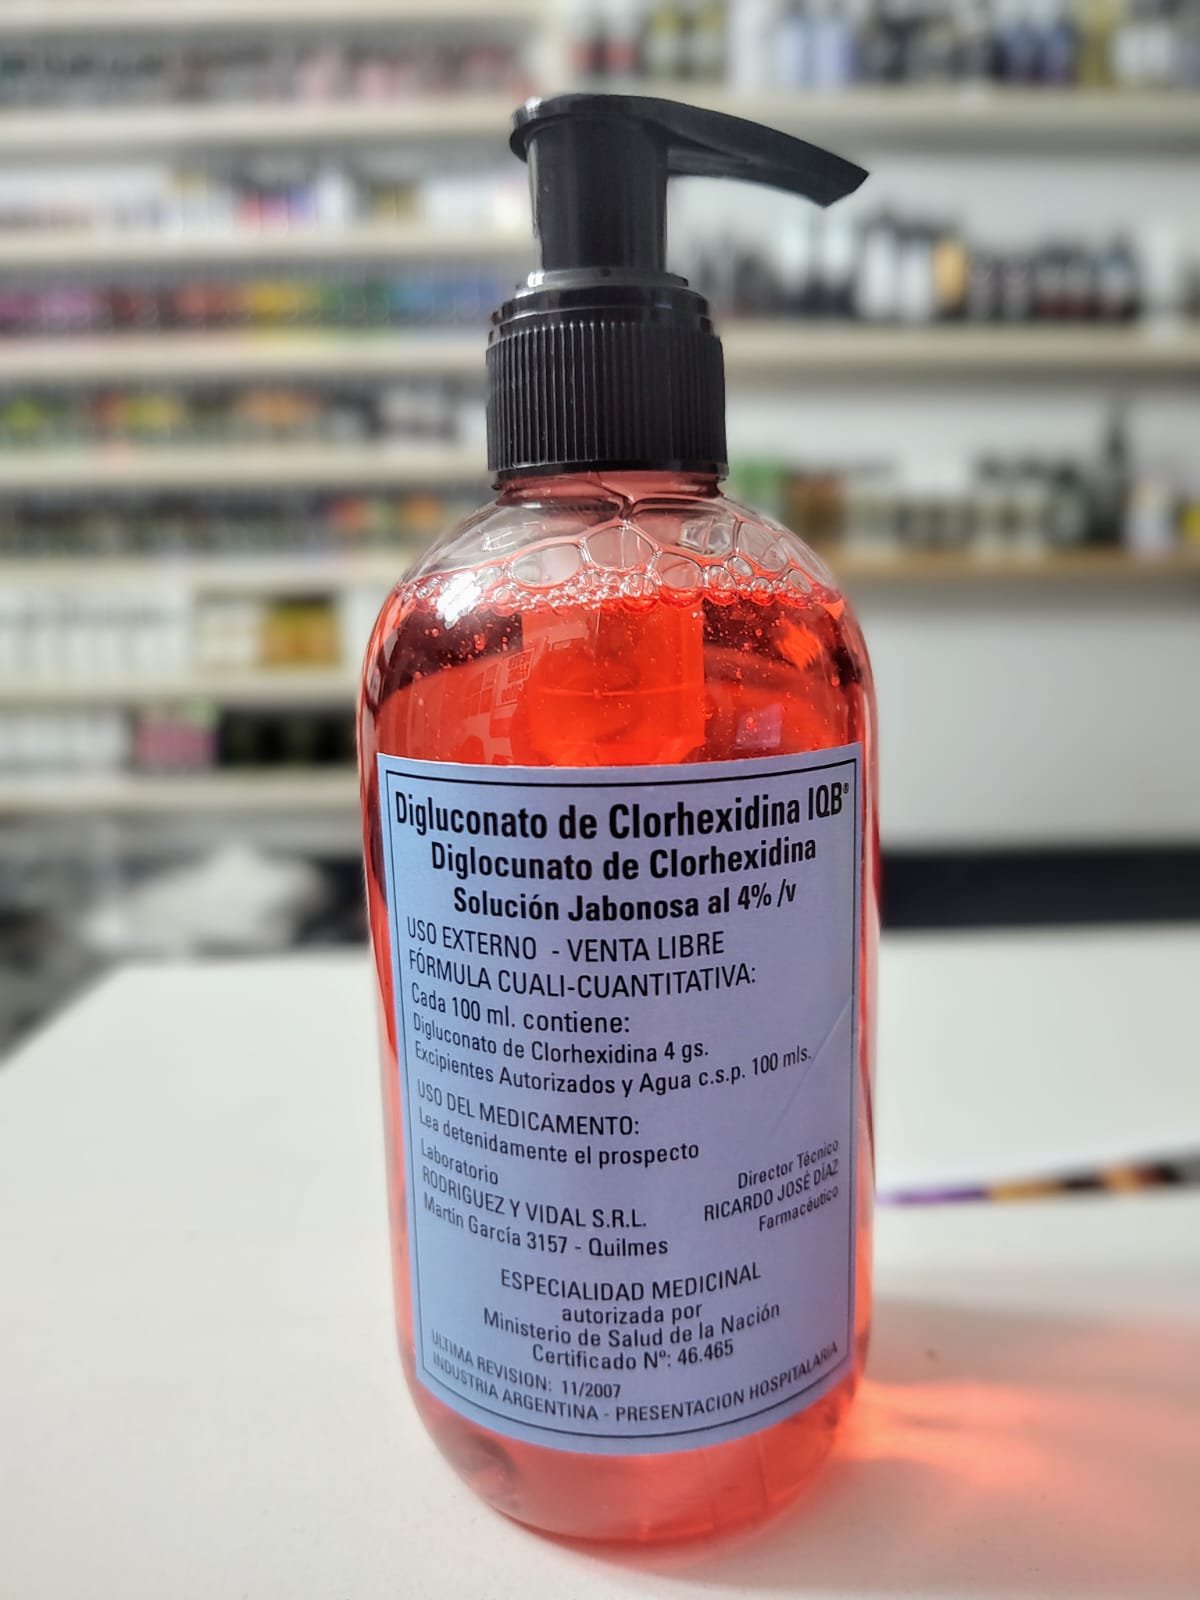 Digluconato de Clorhexidina IQB®
Diglocunato de Clorhexidina
Solución Jabonosa al 4% /v
USO EXTERNO - VENTA LIBRE
FÓRMULA CUALI-CUANTITATIVA:
Cada 100 ml. contiene:
Digluconato de Clorhexidina 4 gs.
Excipientes Autorizados y Agua c.s.p. 100 mls.
USO DEL MEDICAMENTO:
Lea detenidamente el prospecto
Laboratorio
RODRIGUEZ Y VIDAL S.R.L.
Martín García 3157 - Quilmes
Director Técnico
RICARDO JOSÉ DÍAZ
Farmacéutico
ESPECIALIDAD MEDICINAL
autorizada por
Ministerio de Salud de la Nación
Certificado Nº: 46.465
ULTIMA REVISION: 11/2007
INDUSTRIA ARGENTINA - PRESENTACION HOSPITALARIA